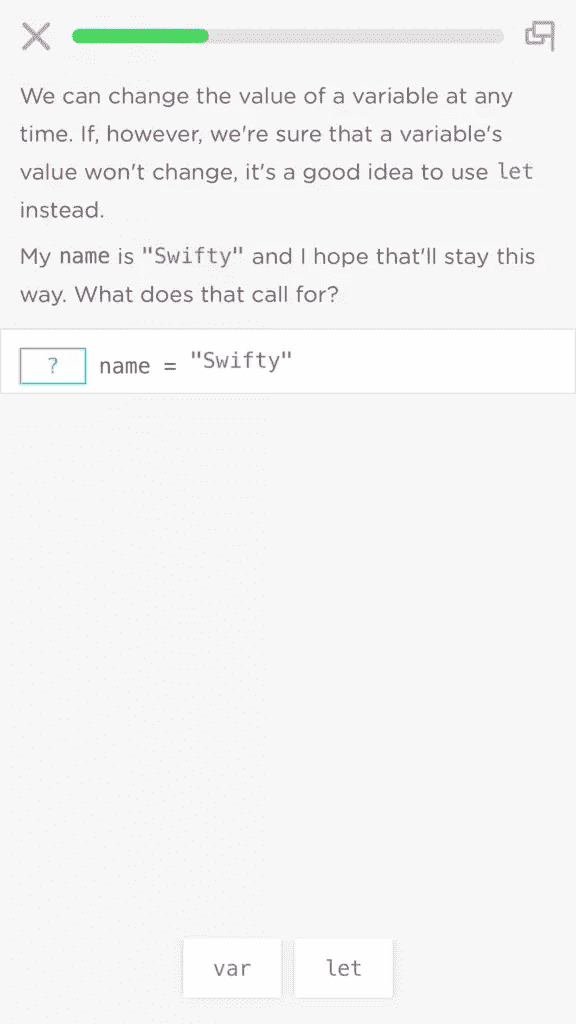 We can change the value of a variable at any
time. If, however, we're sure that a variable's
value won't change, it's a good idea to use let
instead.
My name is "Swifty" and I hope that'll stay this
way. What does that call for?
? name = "Swifty"
var let